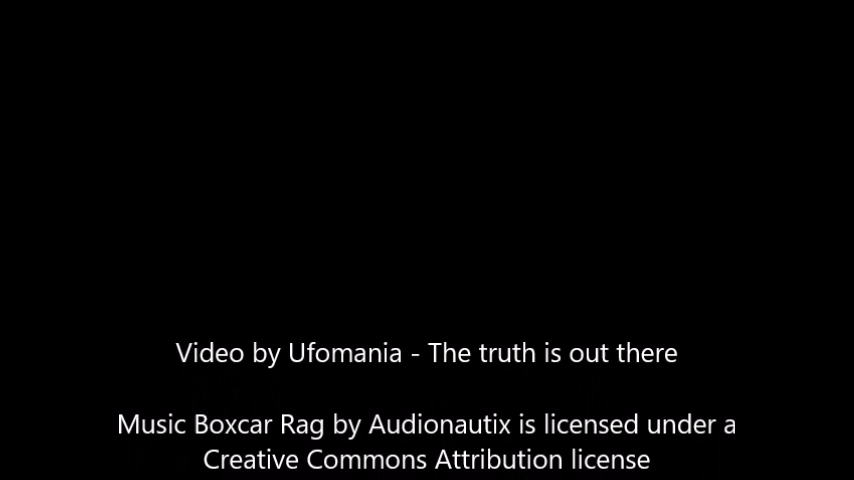 Video by Ufomania - The truth is out there
Music Boxcar Rag by Audionautix is licensed under a
Creative Commons Attribution license